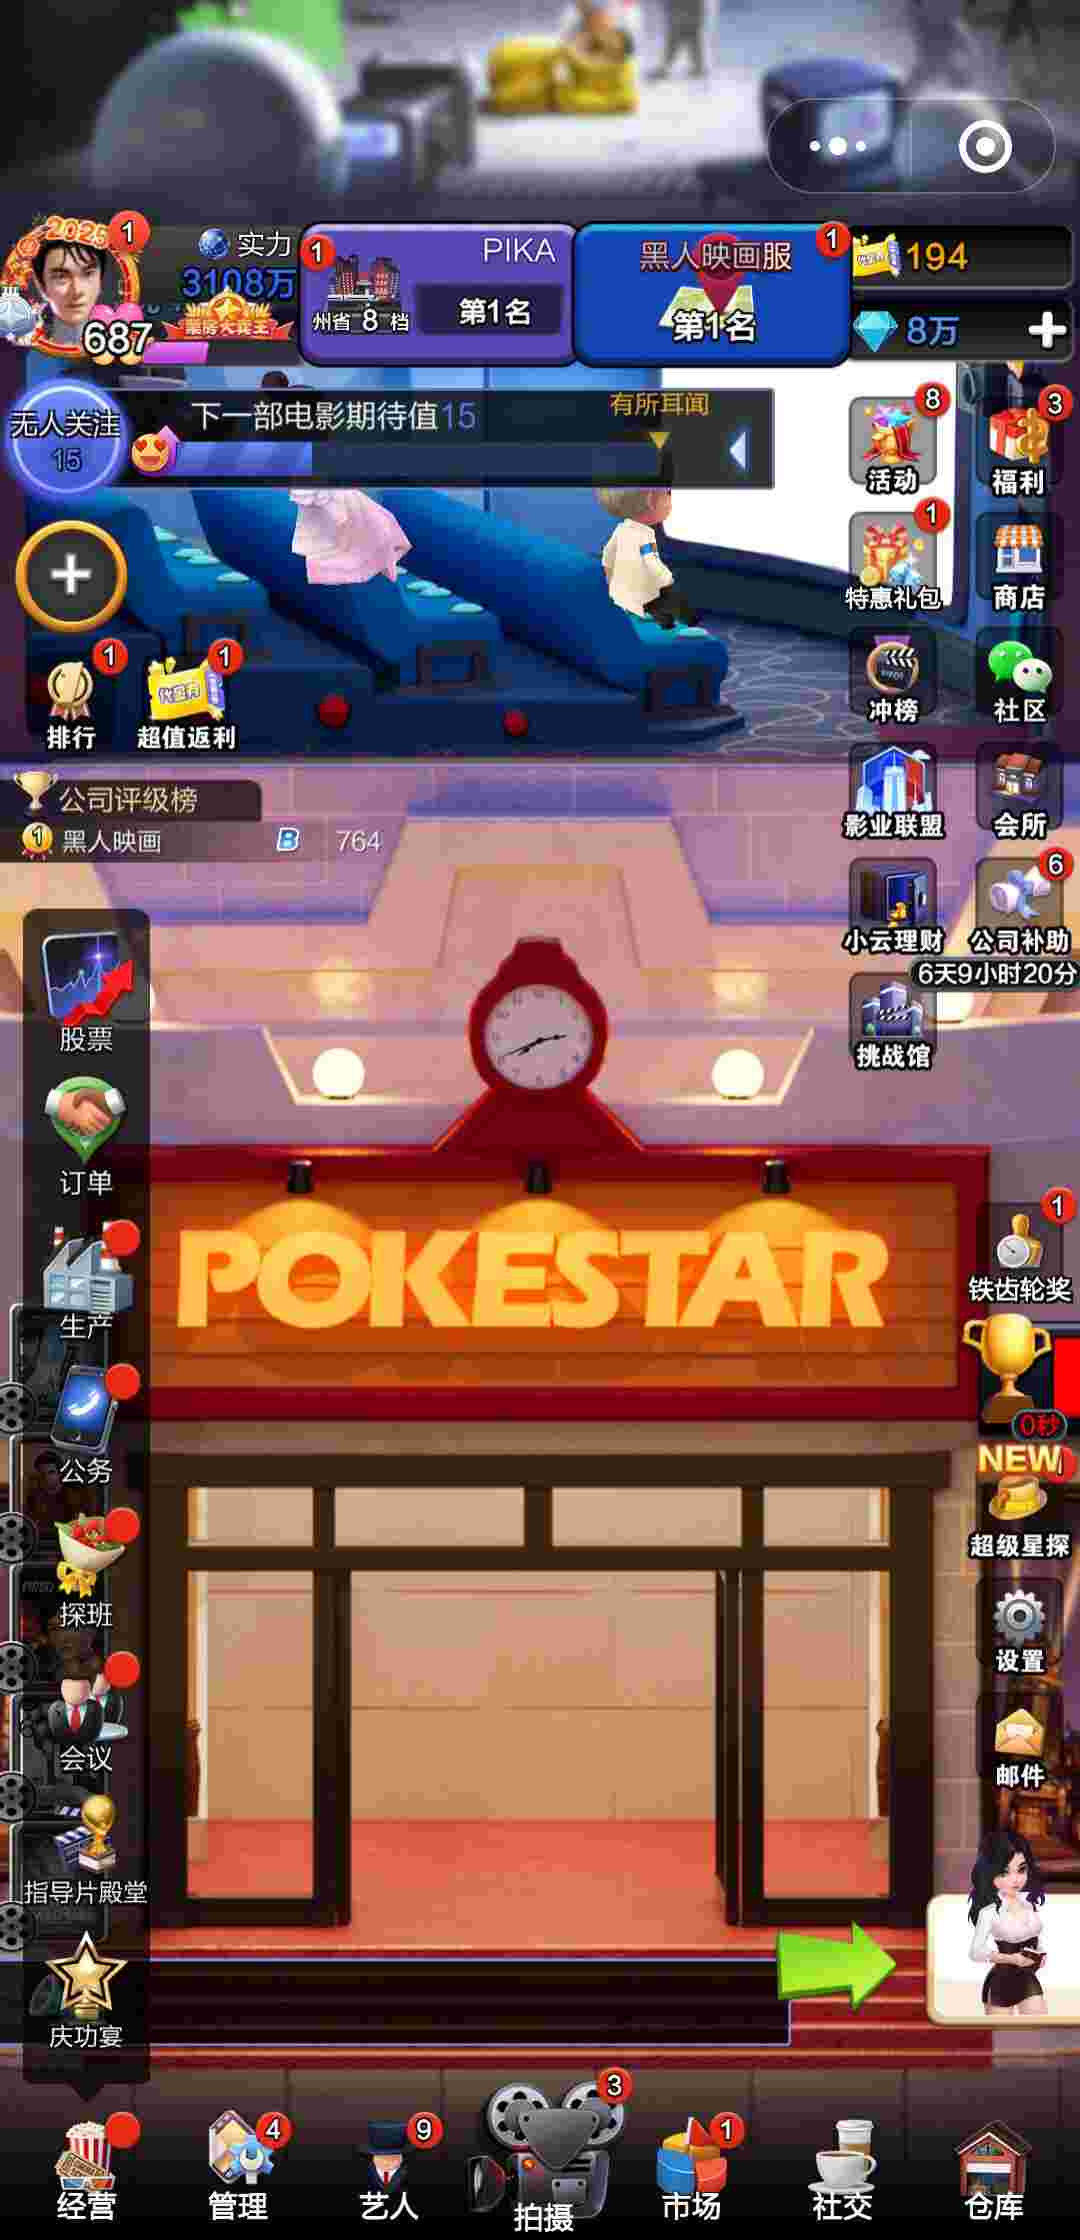 2025
1
实力
3108万
票房大竞王
687
1
PIKA
州省 8 档
第1名
1
黑人映画服
第1名
194
8万
无人关注
15
下一部电影期待值15
有所耳闻
8
活动
3
福利
1
特惠礼包
商店
1
排行
1
超值返利
冲榜
社区
公司评级榜
1
黑人映画
B
764
影业联盟
会所
小云理财
6
公司补助
6天9小时20分
挑战馆
股票
订单
生产
公务
探班
会议
指导片殿堂
庆功宴
POKESTAR
1
铁齿轮奖
0秒
NEW
超级星探
设置
邮件
经营
4
管理
9
艺人
3
拍摄
1
市场
社交
仓库